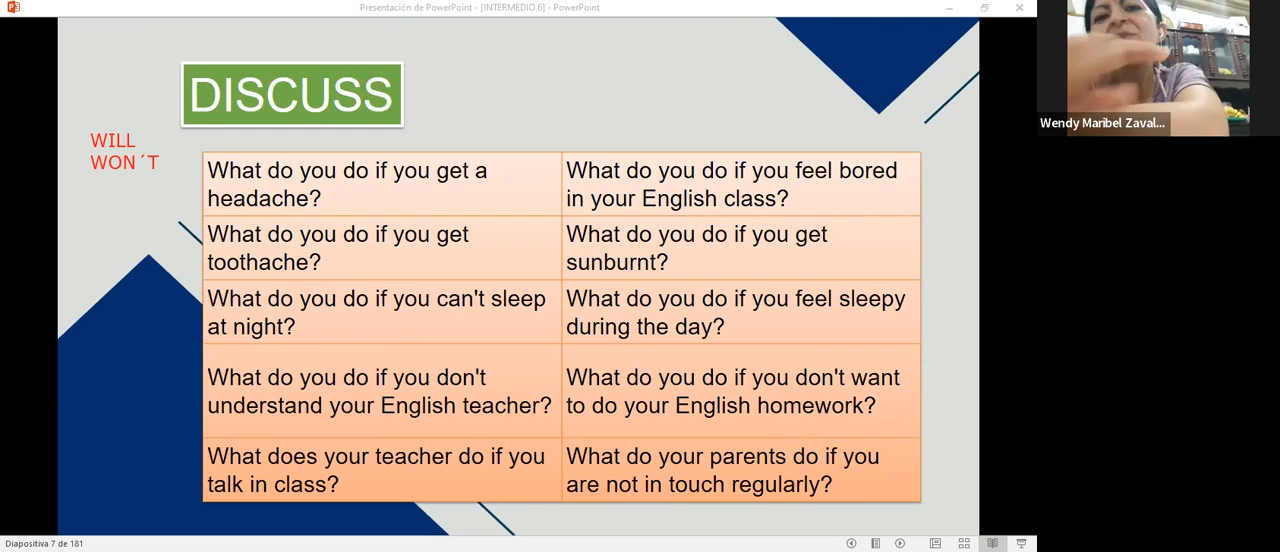 Presentación de PowerPoint - [INTERMEDIO 6] - PowerPoint
Wendy Maribel Zaval...
DISCUSS
WILL
WON´T
What do you do if you get a
headache?
What do you do if you feel bored
in your English class?
What do you do if you get
toothache?
What do you do if you get
sunburnt?
What do you do if you can't sleep
at night?
What do you do if you feel sleepy
during the day?
What do you do if you don't
understand your English teacher?
What do you do if you don't want
to do your English homework?
What does your teacher do if you
talk in class?
What do your parents do if you
are not in touch regularly?
Diapositiva 7 de 181